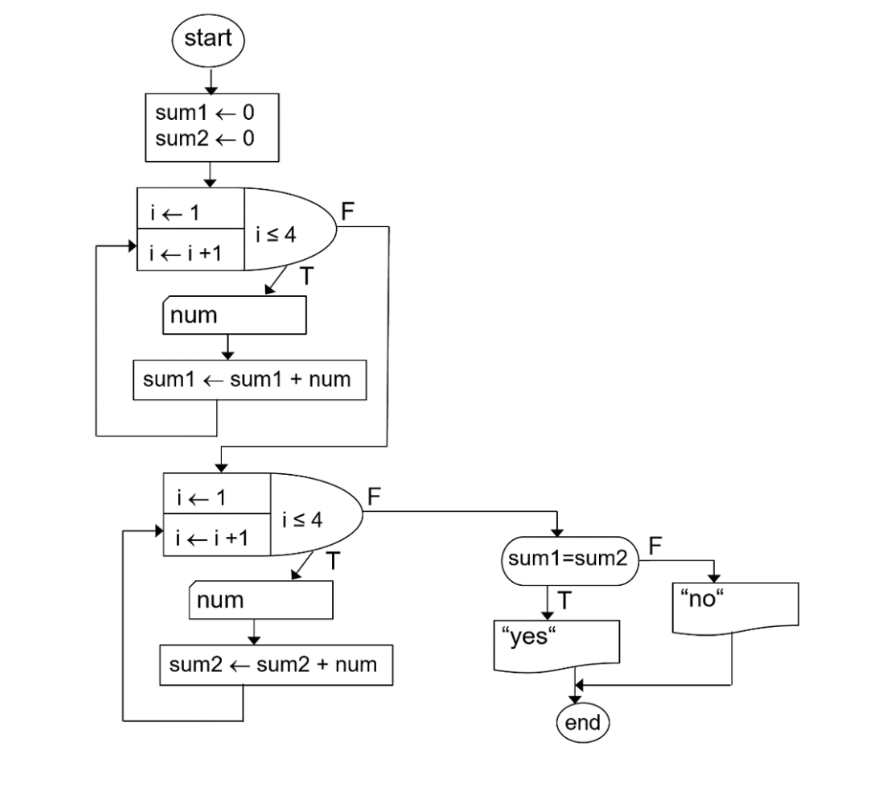 start
sum1 ← 0
sum2 ← 0
i ← 1
i ← i +1
i ≤ 4
F
T
num
sum1 ← sum1 + num
i ← 1
i ← i +1
i ≤ 4
F
T
num
sum2 ← sum2 + num
sum1=sum2
F
T
“no“
“yes“
end